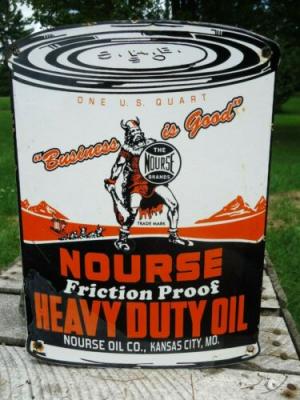 ONE U.S. QUART
"Business is Good"
THE
NOURSE
BRANDS
TRADE MARK
NOURSE
Friction Proof
HEAVY DUTY OIL
NOURSE OIL CO., KANSAS CITY, MO.